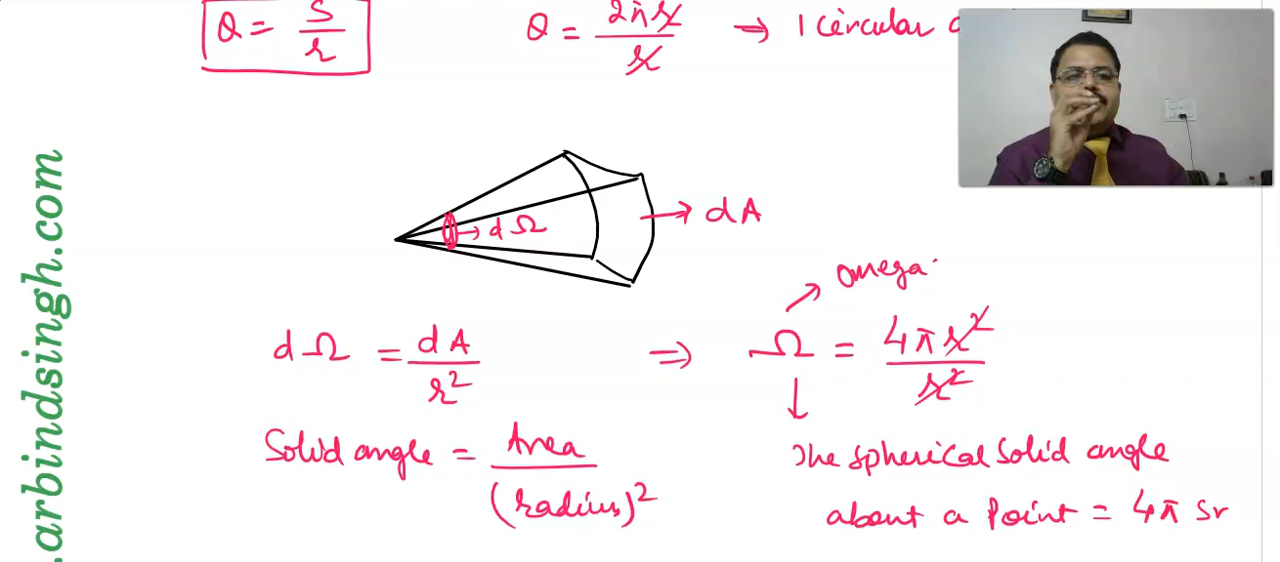 θ = S/r
θ = 2πr/r → 1 circular
dΩ
→ dA
omega
dΩ = dA/r² ⇒ Ω = 4πr²/r²
Solid angle = Area/(radius)²
The spherical solid angle
about a point = 4π sr
.arbindsingh.com